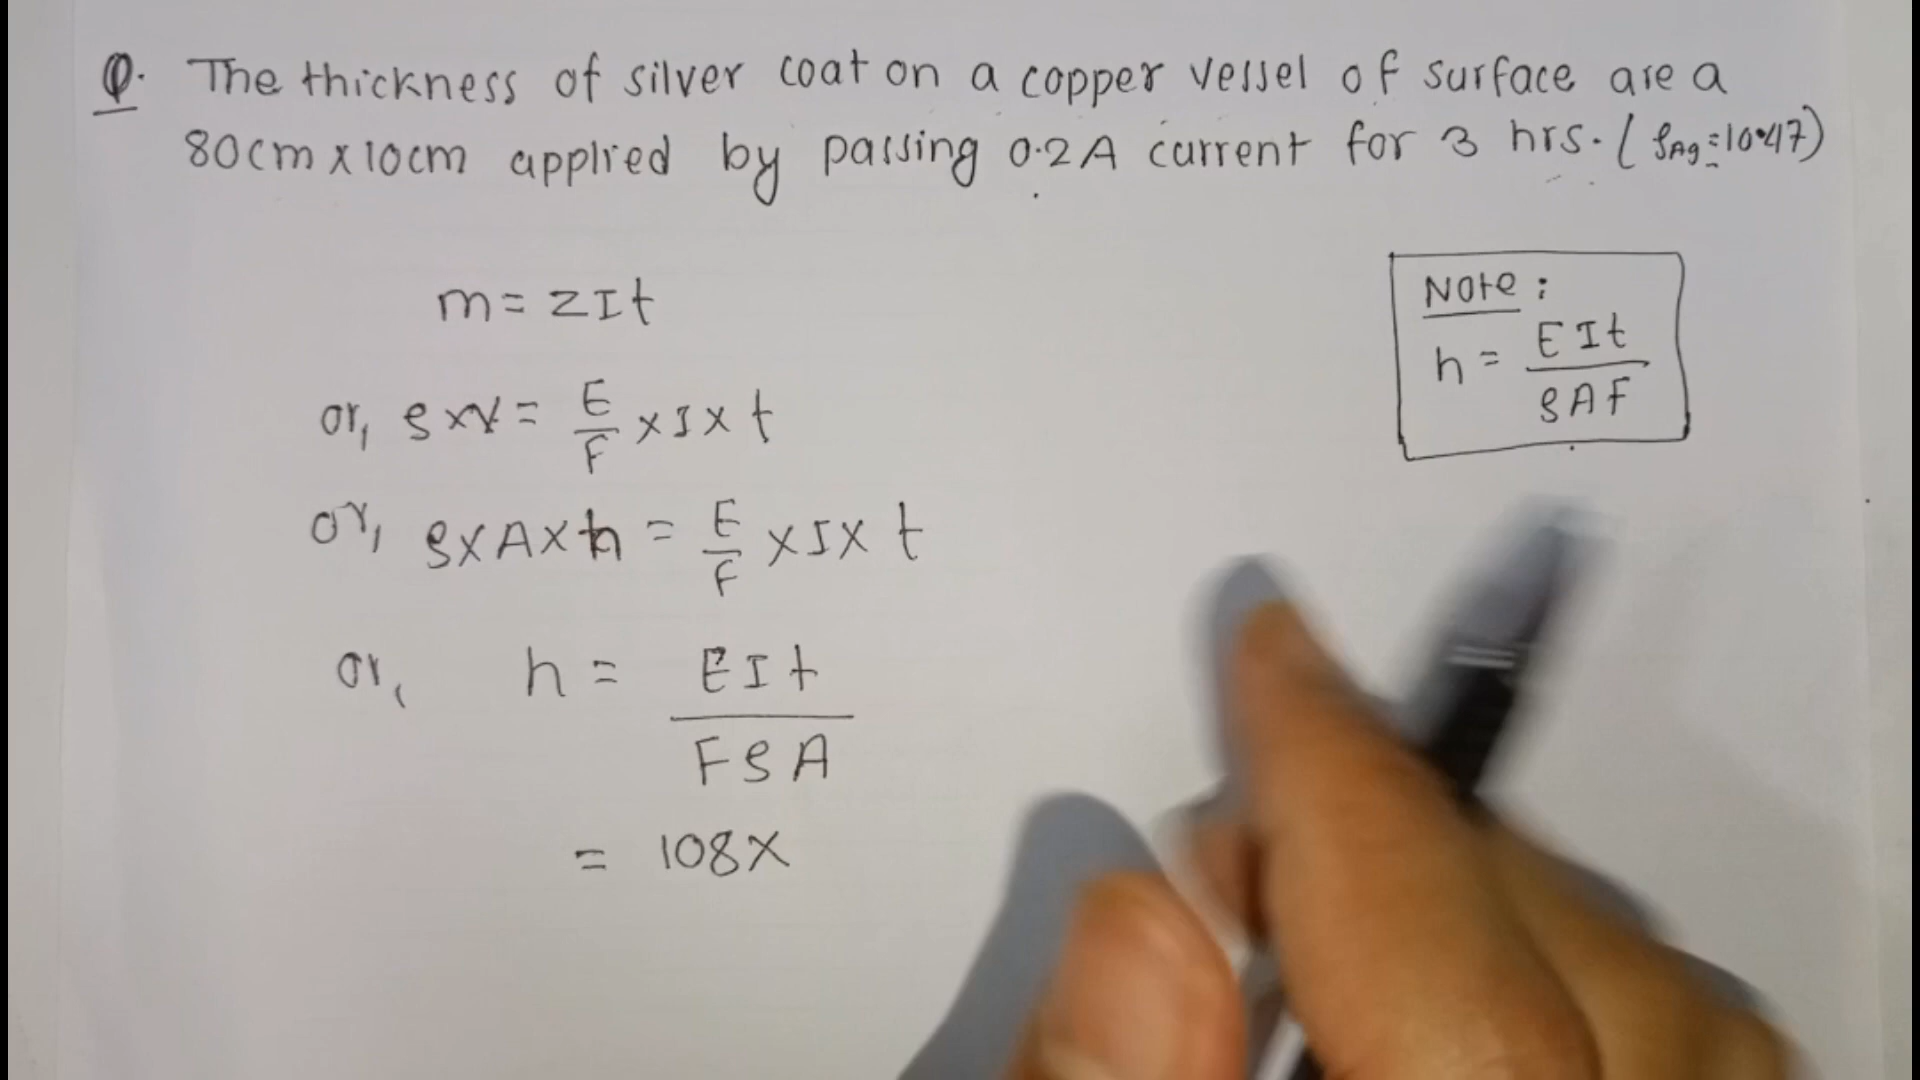 Q. The thickness of silver coat on a copper vessel of surface area
80cm x 10cm applied by passing 0.2A current for 3 hrs. (ρAg = 10.47)
m = ZIt
Note:
h = EIt / ρAF
or, ρ x V = E/F x I x t
or, ρ x A x h = E/F x I x t
or, h = EIt / FρA
= 108 x